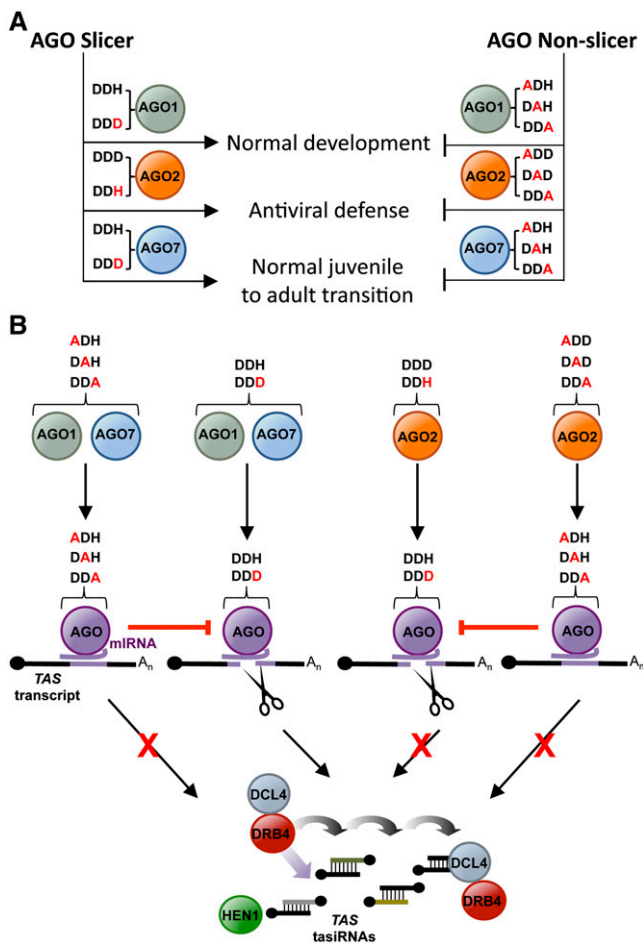 A
AGO Slicer
AGO Non-slicer
DDH
DDD
AGO1
Normal development
AGO1
ADH
DAH
DDA
DDD
DDH
AGO2
Antiviral defense
AGO2
ADD
DAD
DDA
DDH
DDD
AGO7
Normal juvenile
to adult transition
AGO7
ADH
DAH
DDA
B
ADH
DAH
DDA
AGO1 AGO7
DDH
DDD
AGO1 AGO7
DDD
DDH
AGO2
ADD
DAD
DDA
AGO2
ADH
DAH
DDA
AGO
miRNA
An
TAS
transcript
DDH
DDD
AGO
An
DDH
DDD
AGO
An
ADH
DAH
DDA
AGO
An
X
X
X
DCL4
DRB4
DCL4
DRB4
HEN1
TAS
tasiRNAs